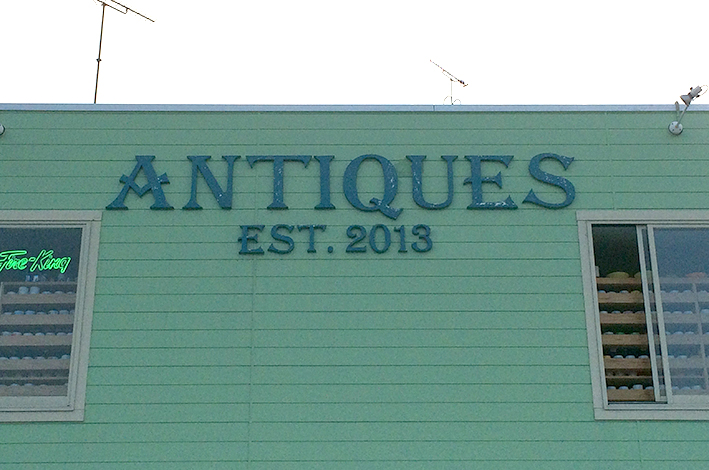 ANTIQUES
EST. 2013
Fire-King